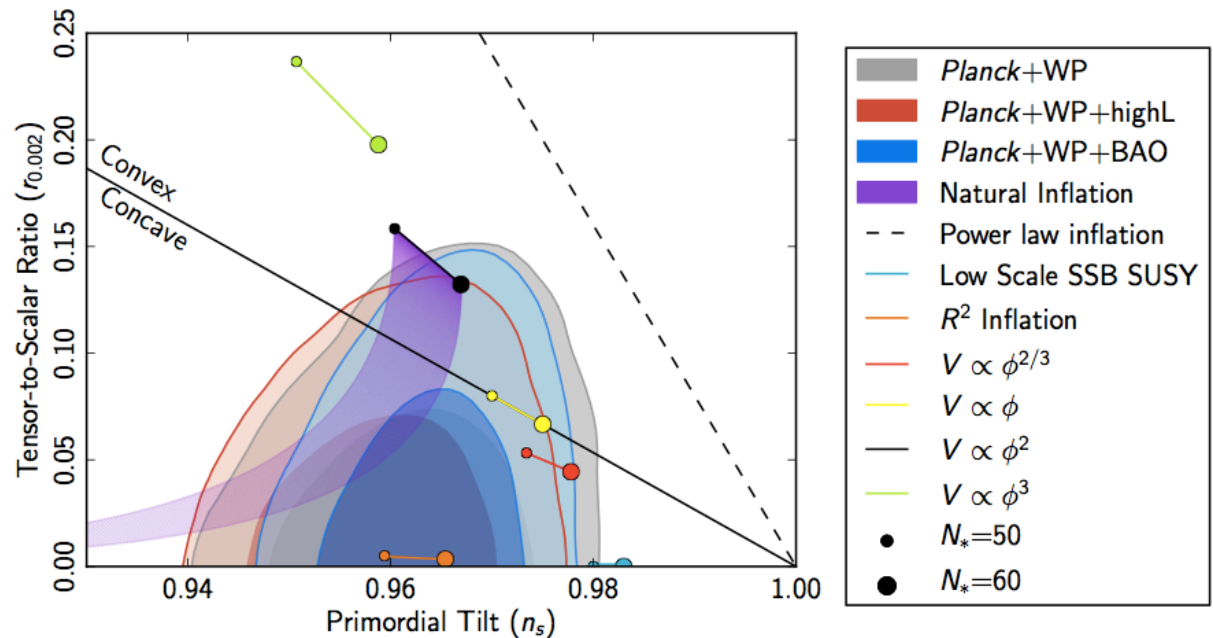 0.25
0.20
0.15
0.10
0.05
0.00
Tensor-to-Scalar Ratio (r₀.₀₀₂)
Convex
Concave
0.94
0.96
0.98
1.00
Primordial Tilt (nₛ)
Planck+WP
Planck+WP+highL
Planck+WP+BAO
Natural Inflation
Power law inflation
Low Scale SSB SUSY
R² Inflation
V ∝ ϕ²/³
V ∝ ϕ
V ∝ ϕ²
V ∝ ϕ³
N*=50
N*=60